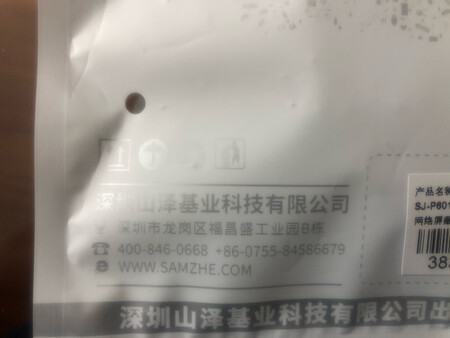 深圳山泽基业科技有限公司
深圳市龙岗区福昌盛工业园B栋
400-846-0668 +86-0755-84586679
WWW.SAMZHE.COM
深圳山泽基业科技有限公司出
产品名称
SJ-P601
网络屏蔽
383